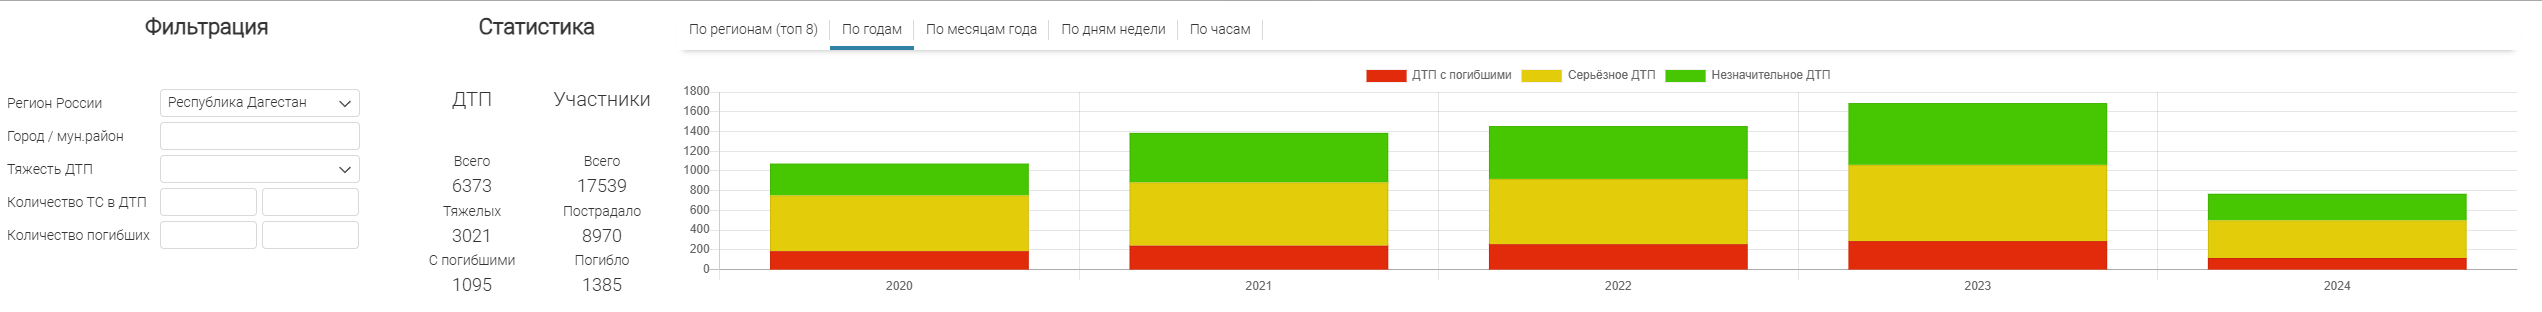 Фильтрация
Регион России Республика Дагестан
Город / мун.район
Тяжесть ДТП
Количество ТС в ДТП
Количество погибших
Статистика
ДТП Участники
Всего Всего
6373 17539
Тяжелых Пострадало
3021 8970
С погибшими Погибло
1095 1385
По регионам (топ 8) По годам По месяцам года По дням недели По часам
ДТП с погибшими Серьёзное ДТП Незначительное ДТП
1800
1600
1400
1200
1000
800
600
400
200
0
2020 2021 2022 2023 2024